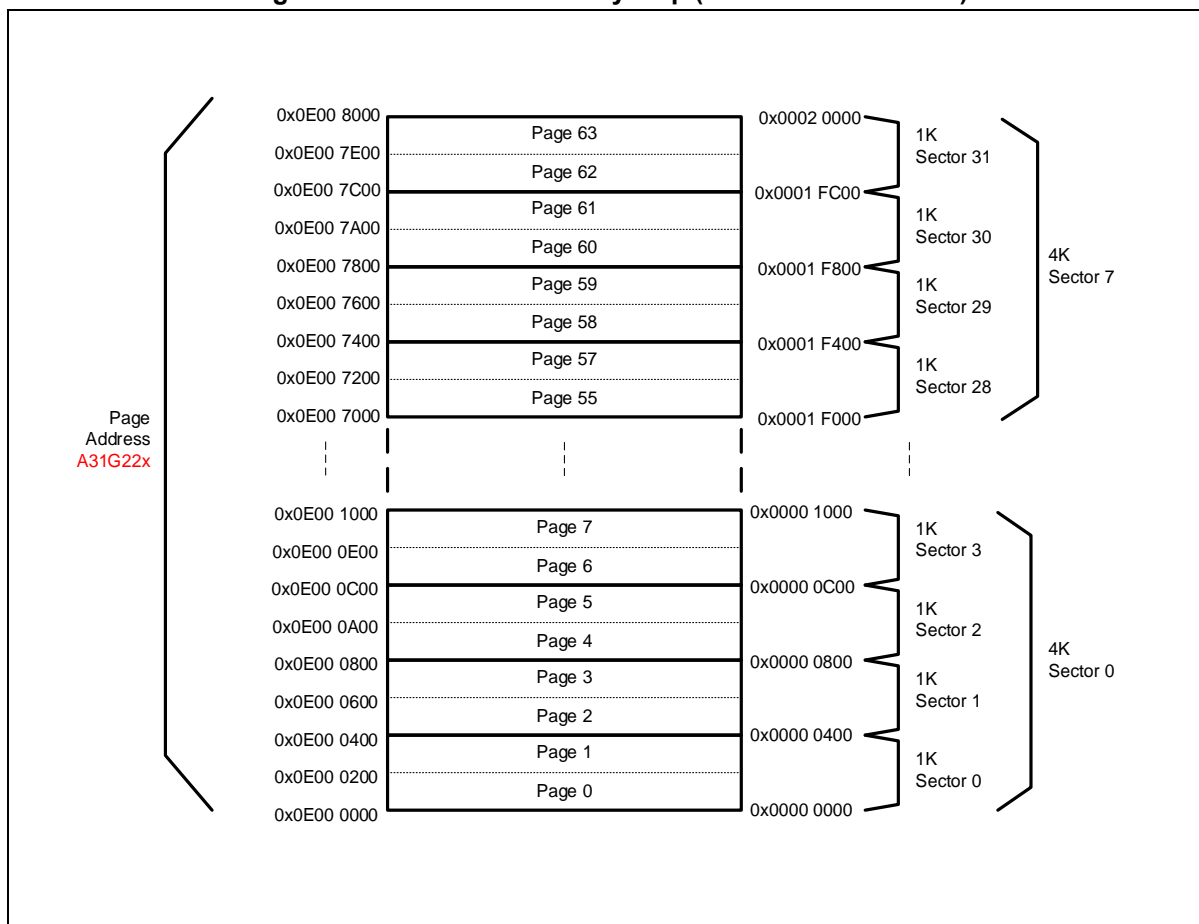 0x0E00 8000
Page 63
0x0002 0000
1K
Sector 31
0x0E00 7E00
Page 62
0x0E00 7C00
0x0001 FC00
Page 61
1K
Sector 30
0x0E00 7A00
Page 60
0x0E00 7800
0x0001 F800
4K
Sector 7
Page 59
1K
Sector 29
0x0E00 7600
Page 58
0x0E00 7400
0x0001 F400
Page 57
1K
Sector 28
0x0E00 7200
Page 55
0x0E00 7000
0x0001 F000
Page
Address
A31G22x
0x0E00 1000
0x0000 1000
Page 7
1K
Sector 3
0x0E00 0E00
Page 6
0x0E00 0C00
0x0000 0C00
Page 5
1K
Sector 2
0x0E00 0A00
Page 4
0x0E00 0800
0x0000 0800
4K
Sector 0
Page 3
1K
Sector 1
0x0E00 0600
Page 2
0x0E00 0400
0x0000 0400
Page 1
1K
Sector 0
0x0E00 0200
Page 0
0x0E00 0000
0x0000 0000